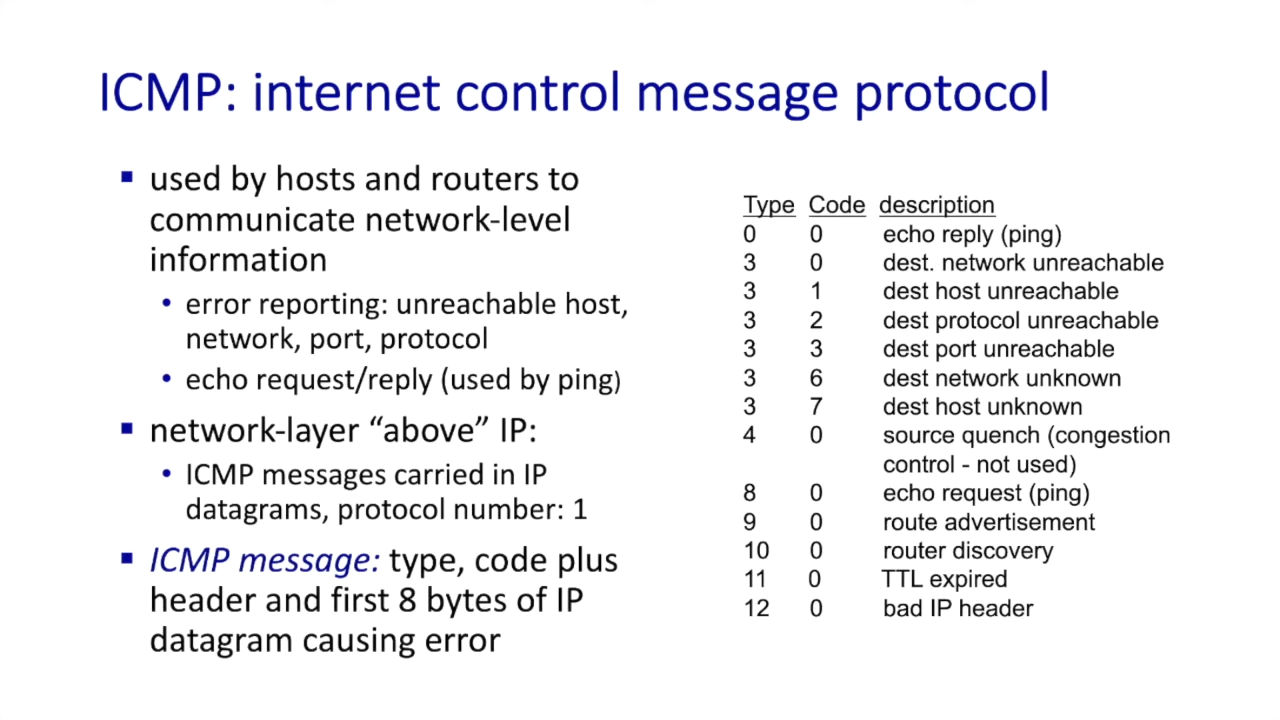 ICMP: internet control message protocol
▪ used by hosts and routers to
communicate network-level
information
• error reporting: unreachable host,
network, port, protocol
• echo request/reply (used by ping)
▪ network-layer “above” IP:
• ICMP messages carried in IP
datagrams, protocol number: 1
▪ ICMP message: type, code plus
header and first 8 bytes of IP
datagram causing error
Type Code description
0 0 echo reply (ping)
3 0 dest. network unreachable
3 1 dest host unreachable
3 2 dest protocol unreachable
3 3 dest port unreachable
3 6 dest network unknown
3 7 dest host unknown
4 0 source quench (congestion
control - not used)
8 0 echo request (ping)
9 0 route advertisement
10 0 router discovery
11 0 TTL expired
12 0 bad IP header